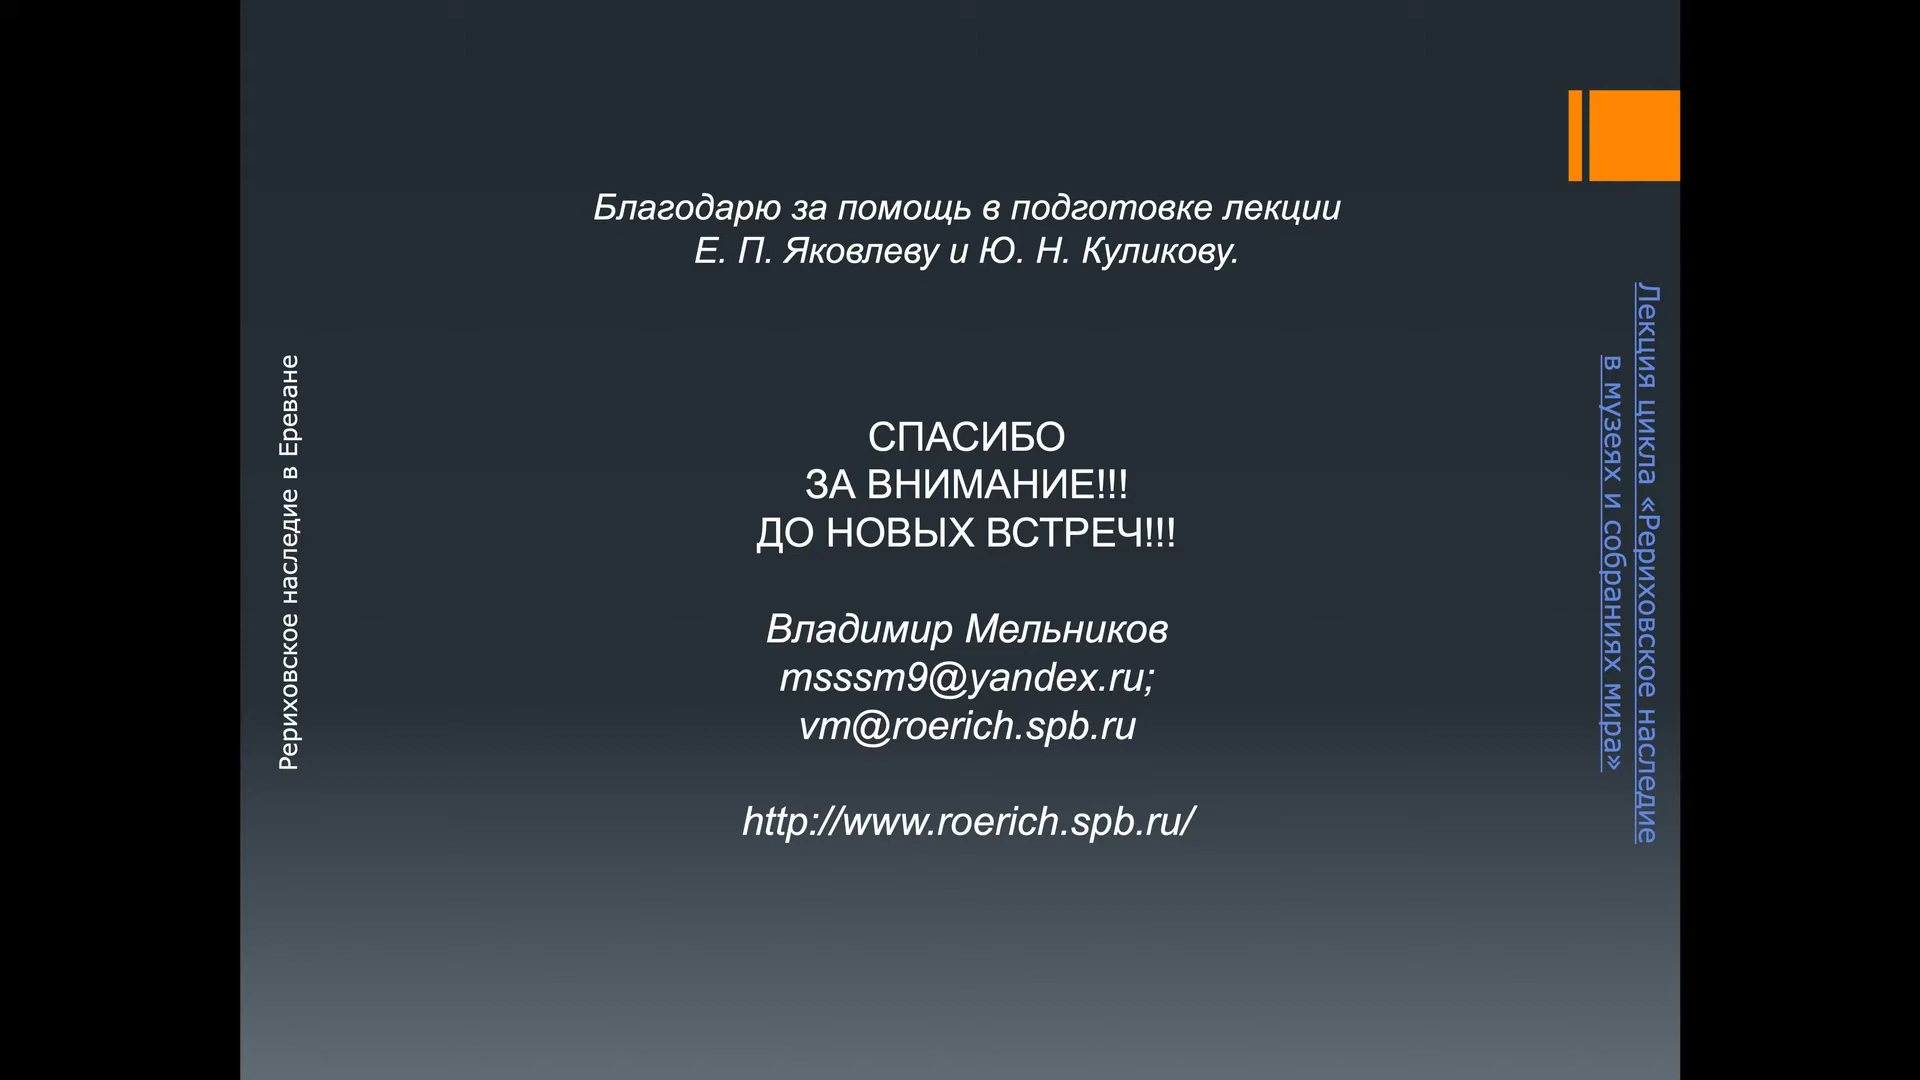 Благодарю за помощь в подготовке лекции
Е. П. Яковлеву и Ю. Н. Куликову.
Рериховское наследие в Ереване
СПАСИБО
ЗА ВНИМАНИЕ!!!
ДО НОВЫХ ВСТРЕЧ!!!
Владимир Мельников
msssm9@yandex.ru;
vm@roerich.spb.ru
http://www.roerich.spb.ru/
Лекция цикла «Рериховское наследие
в музеях и собраниях мира»